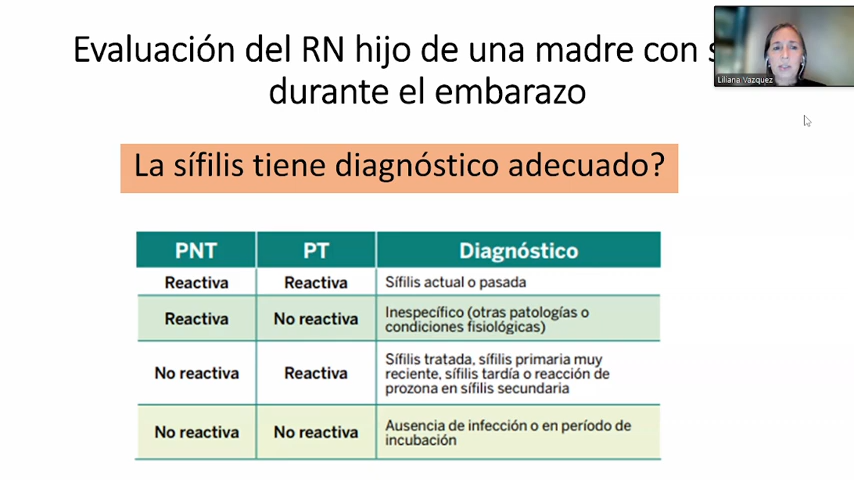 Evaluación del RN hijo de una madre con s
durante el embarazo
Liliana Vazquez
La sífilis tiene diagnóstico adecuado?
PNT PT Diagnóstico
Reactiva Reactiva Sífilis actual o pasada
Reactiva No reactiva Inespecífico (otras patologías o
condiciones fisiológicas)
No reactiva Reactiva Sífilis tratada, sífilis primaria muy
reciente, sífilis tardía o reacción de
prozona en sífilis secundaria
No reactiva No reactiva Ausencia de infección o en período de
incubación